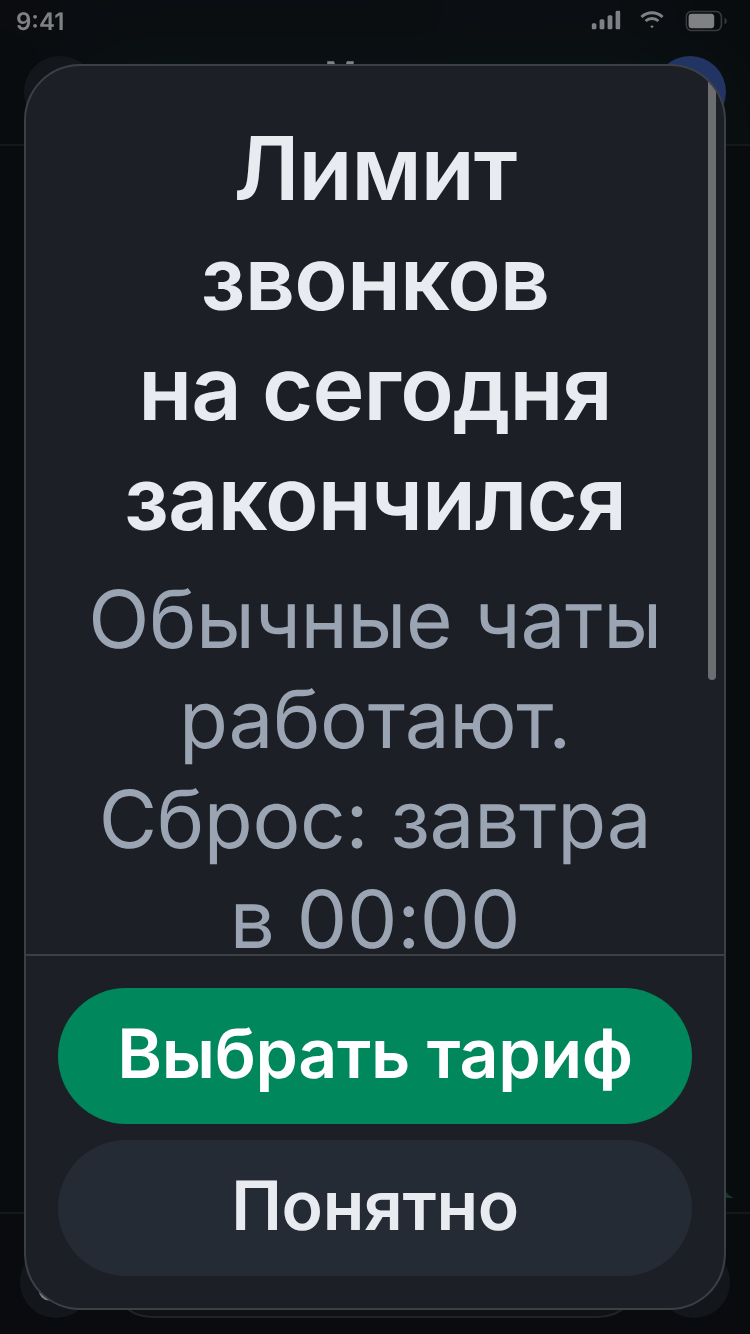 9:41
Лимит
звонков
на сегодня
закончился
Обычные чаты
работают.
Сброс: завтра
в 00:00
Выбрать тариф
Понятно